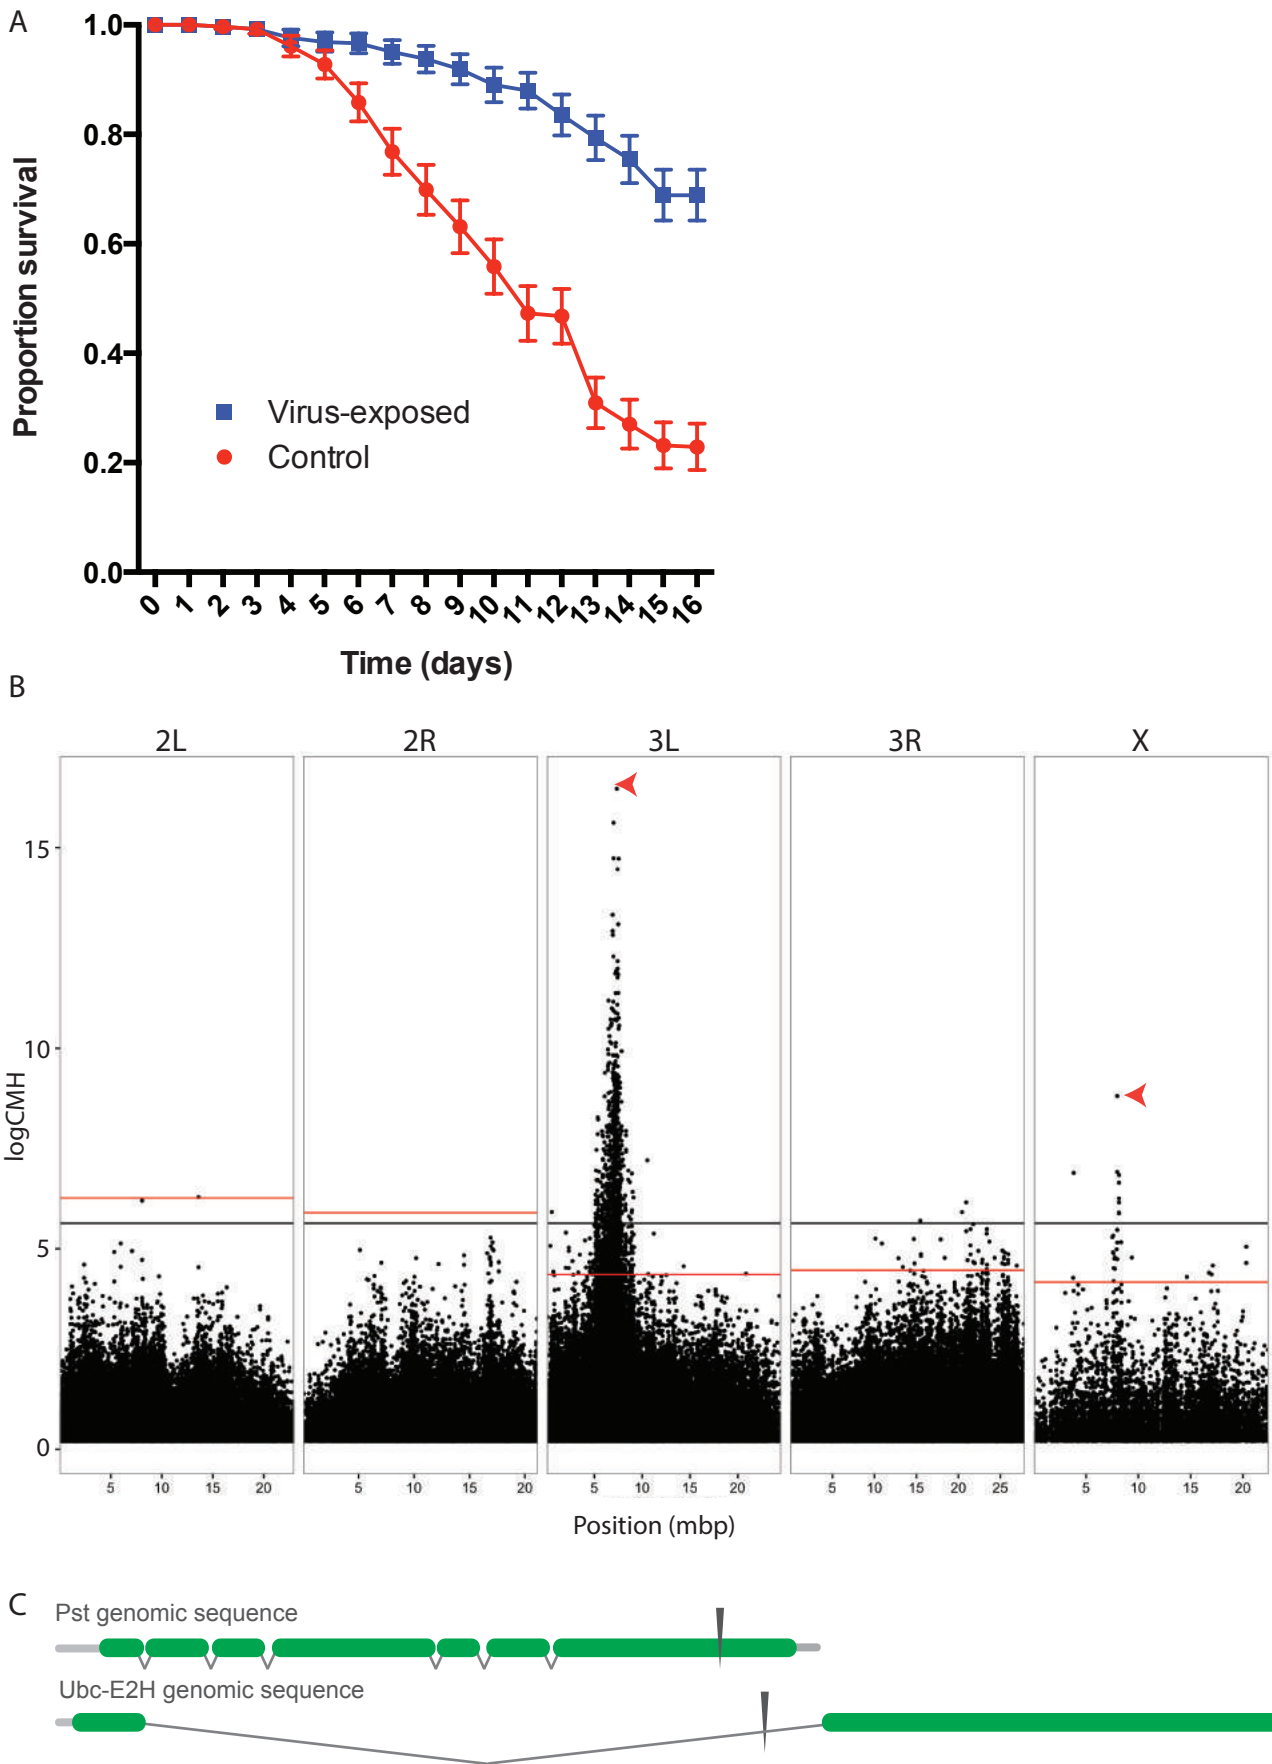 A
1.0
0.8
0.6
0.4
0.2
0.0
Proportion survival
Virus-exposed
Control
0 1 2 3 4 5 6 7 8 9 10 11 12 13 14 15 16
Time (days)
B
2L 2R 3L 3R X
15
10
5
0
logCMH
5 10 15 20 5 10 15 20 5 10 15 20 5 10 15 20 25 5 10 15 20
Position (mbp)
C
Pst genomic sequence
Ubc-E2H genomic sequence